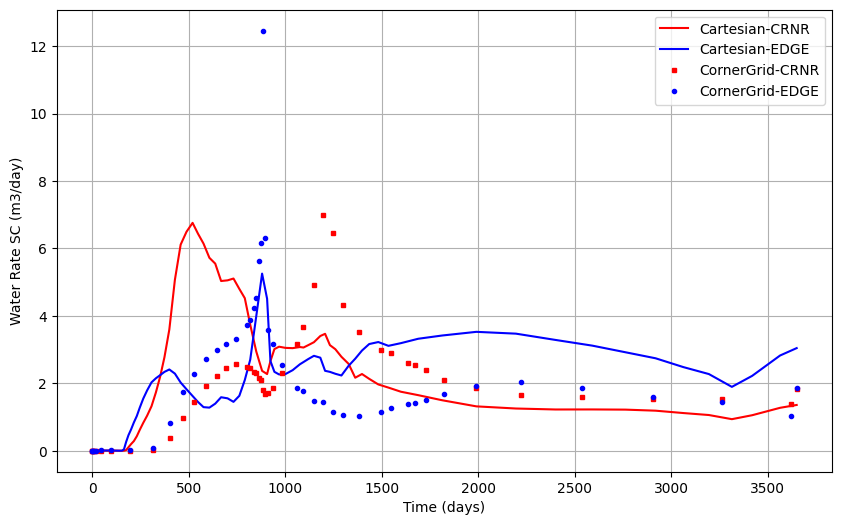 Cartesian-CRNR
Cartesian-EDGE
CornerGrid-CRNR
CornerGrid-EDGE
12
10
8
6
4
2
0
Water Rate SC (m3/day)
0 500 1000 1500 2000 2500 3000 3500
Time (days)